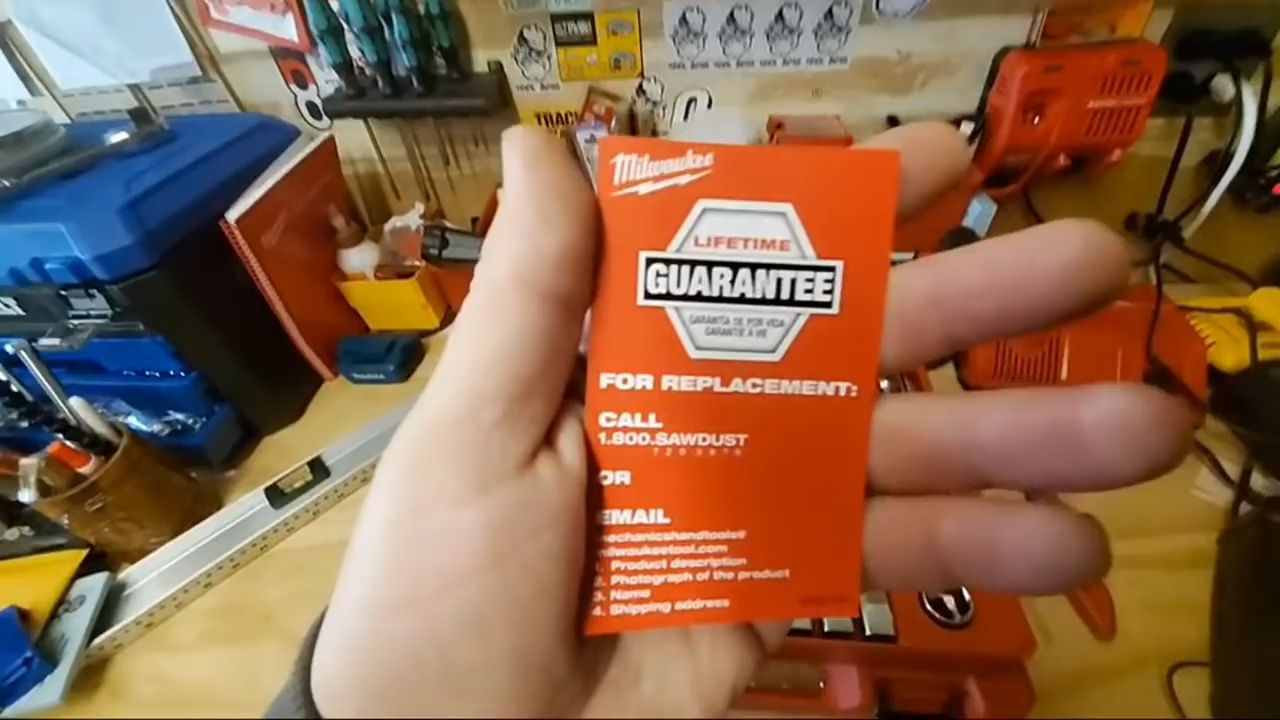 Milwaukee
LIFETIME
GUARANTEE
GARANTÍA DE POR VIDA
GARANTIE À VIE
FOR REPLACEMENT:
CALL
1.800.SAWDUST
OR
EMAIL
mechanicshandtools@
milwaukeetool.com
1. Product description
2. Photograph of the product
3. Name
4. Shipping address